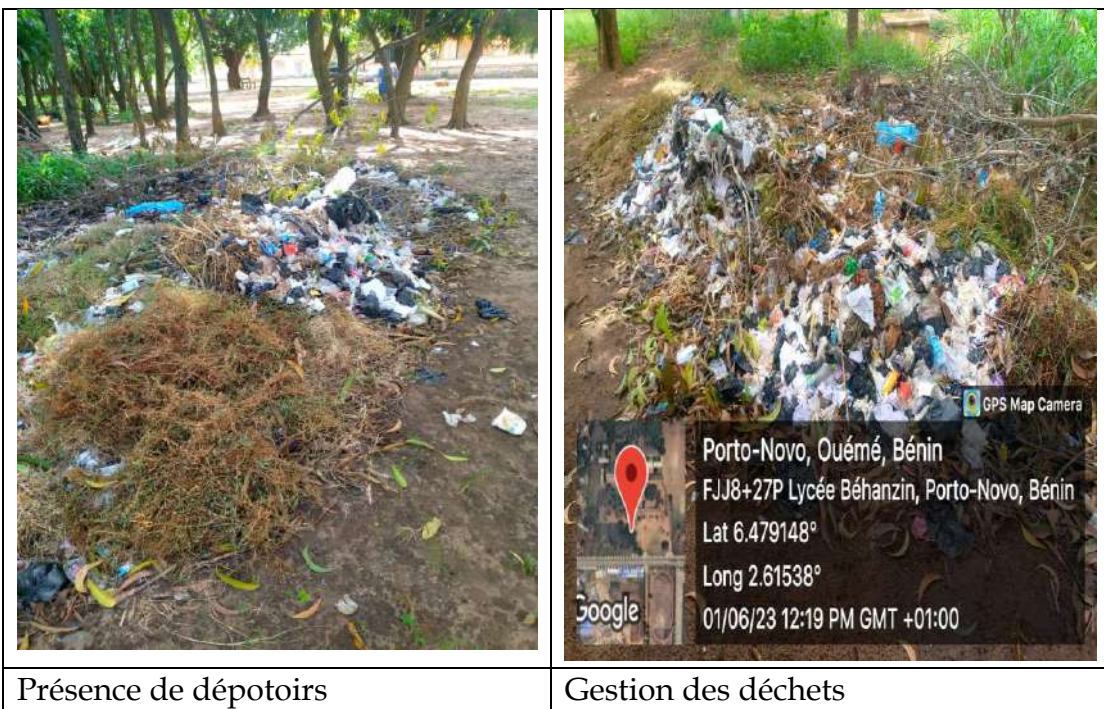 GPS Map Camera
Porto-Novo, Ouémé, Bénin
FJJ8+27P Lycée Béhanzin, Porto-Novo, Bénin
Lat 6.479148°
Long 2.61538°
Google
01/06/23 12:19 PM GMT +01:00
Présence de dépotoirs
Gestion des déchets